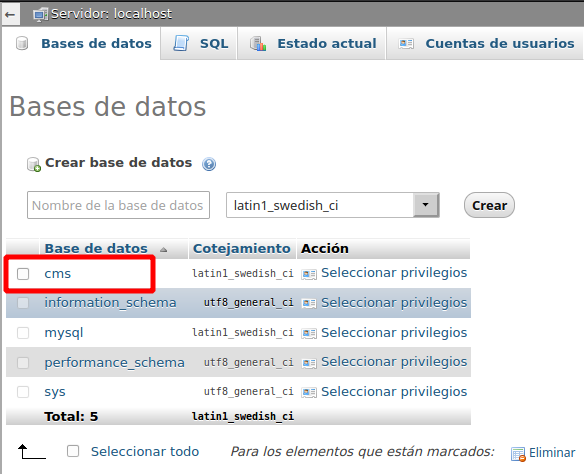 Servidor: localhost
Bases de datos SQL Estado actual Cuentas de usuarios
Bases de datos
Crear base de datos
Nombre de la base de datos latin1_swedish_ci Crear
Base de datos Cotejamiento Acción
cms latin1_swedish_ci Seleccionar privilegios
information_schema utf8_general_ci Seleccionar privilegios
mysql latin1_swedish_ci Seleccionar privilegios
performance_schema utf8_general_ci Seleccionar privilegios
sys utf8_general_ci Seleccionar privilegios
Total: 5 latin1_swedish_ci
Seleccionar todo Para los elementos que están marcados: Eliminar